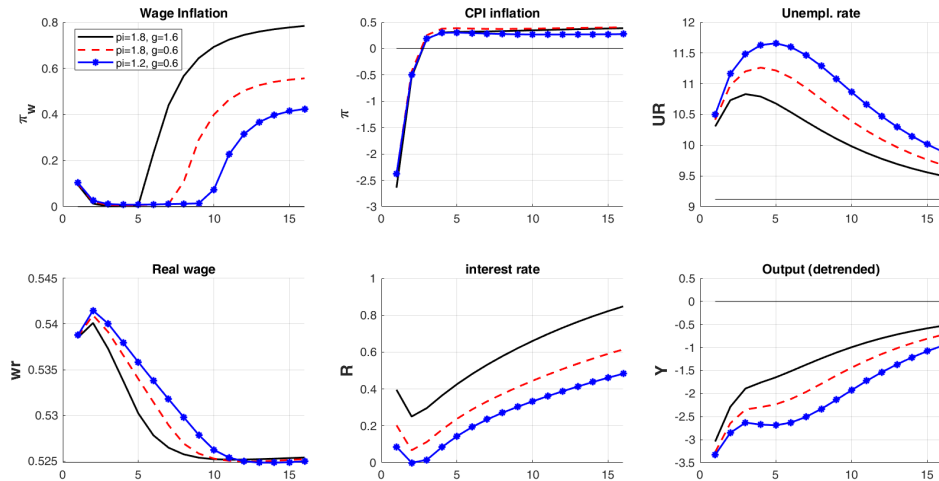 Wage Inflation
CPI inflation
Unempl. rate
pi=1.8, g=1.6
pi=1.8, g=0.6
pi=1.2, g=0.6
0.8
0.6
0.4
0.2
0
π_w
0 5 10 15
0.5
0
-0.5
-1
-1.5
-2
-2.5
-3
π
0 5 10 15
12
11.5
11
10.5
10
9.5
9
UR
0 5 10 15
Real wage
interest rate
Output (detrended)
0.545
0.54
0.535
0.53
0.525
wr
0 5 10 15
1
0.8
0.6
0.4
0.2
0
R
0 5 10 15
0.5
0
-0.5
-1
-1.5
-2
-2.5
-3
-3.5
Y
0 5 10 15